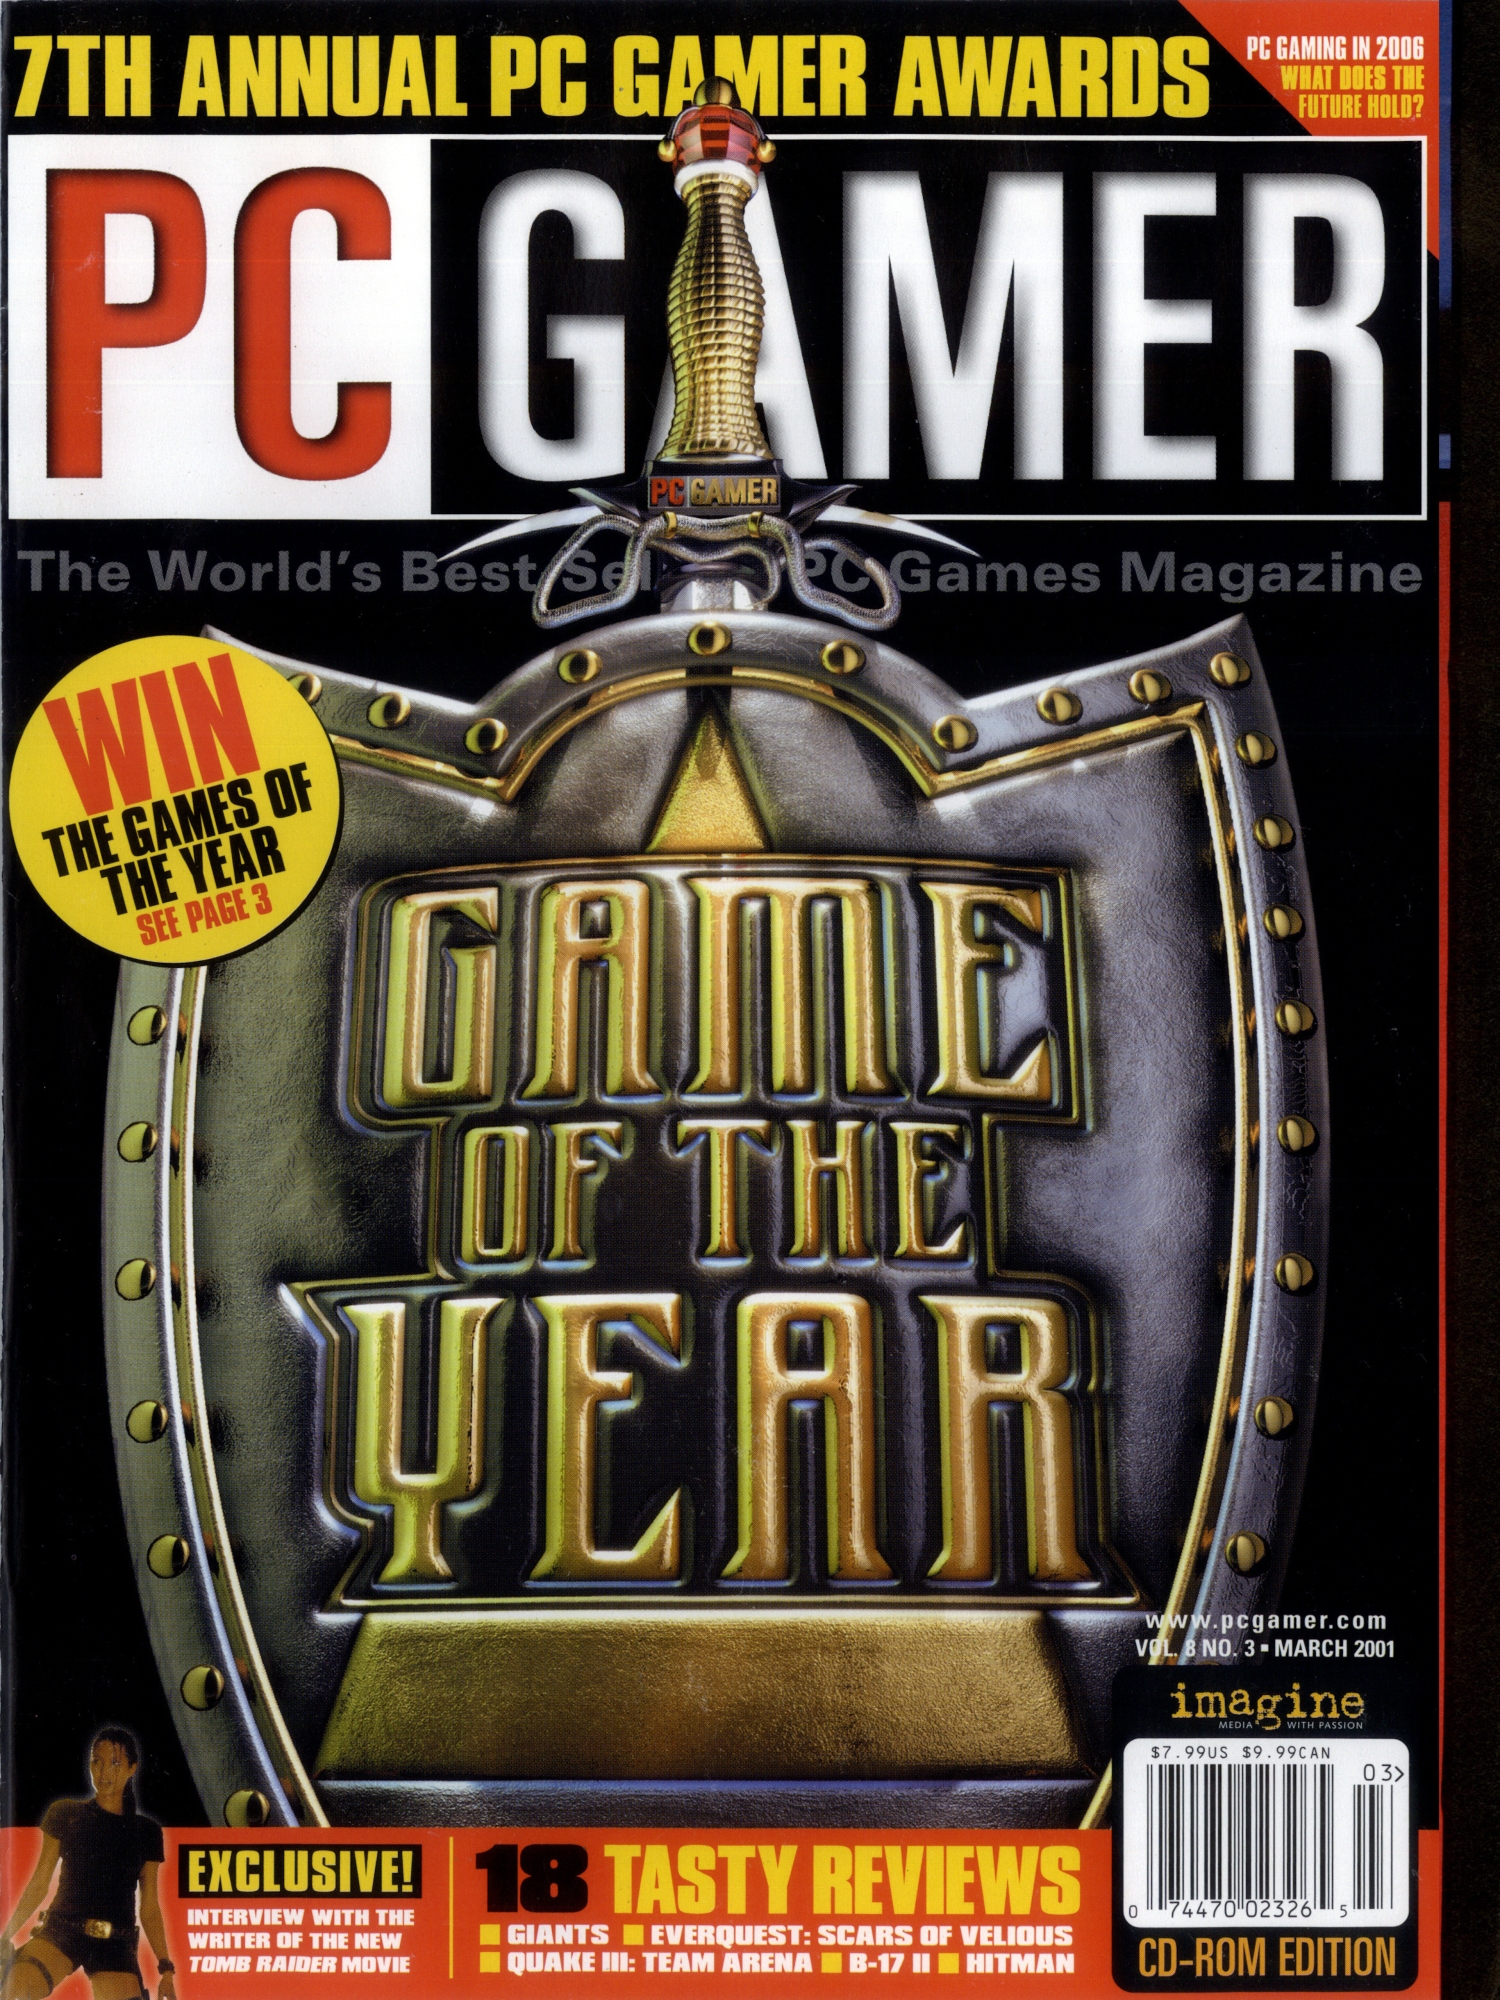 7TH ANNUAL PC GAMER AWARDS
PC GAMING IN 2006
WHAT DOES THE
FUTURE HOLD?
PC GAMER
PC GAMER
The World's Best Sel PC Games Magazine
WIN
THE GAMES OF
THE YEAR
SEE PAGE 3
GAME
OF THE
YEAR
www.pcgamer.com
VOL. 8 NO. 3 ▪ MARCH 2001
imagine
MEDIA WITH PASSION
$7.99US $9.99CAN
03>
0 74470 02326 5
CD-ROM EDITION
EXCLUSIVE!
INTERVIEW WITH THE
WRITER OF THE NEW
TOMB RAIDER MOVIE
18 TASTY REVIEWS
■ GIANTS ■ EVERQUEST: SCARS OF VELIOUS
■ QUAKE III: TEAM ARENA ■ B-17 II ■ HITMAN